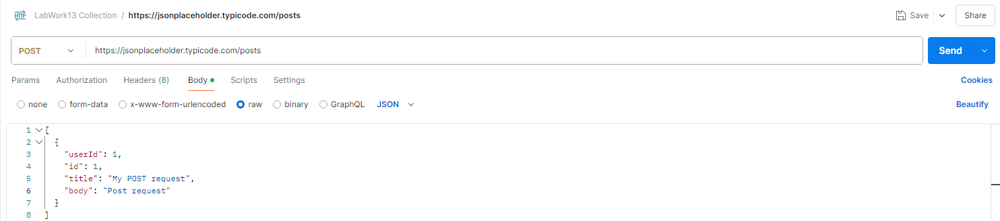 HTTP LabWork13 Collection / https://jsonplaceholder.typicode.com/posts Save Share
POST https://jsonplaceholder.typicode.com/posts Send
Params Authorization Headers (8) Body Scripts Settings Cookies
none form-data x-www-form-urlencoded raw binary GraphQL JSON Beautify
1 [
2 {
3 "userId": 1,
4 "id": 1,
5 "title": "My POST request",
6 "body": "Post request"
7 }
8 ]